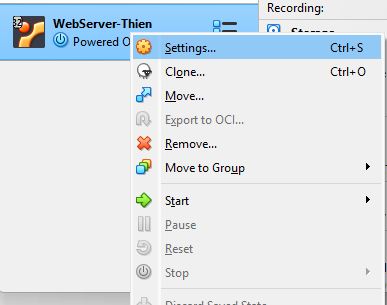 Recording:
32
WebServer-Thien
Powered O
Settings... Ctrl+S
Clone... Ctrl+O
Move...
Export to OCI...
Remove...
Move to Group
Start
Pause
Reset
Stop
Discard Saved State